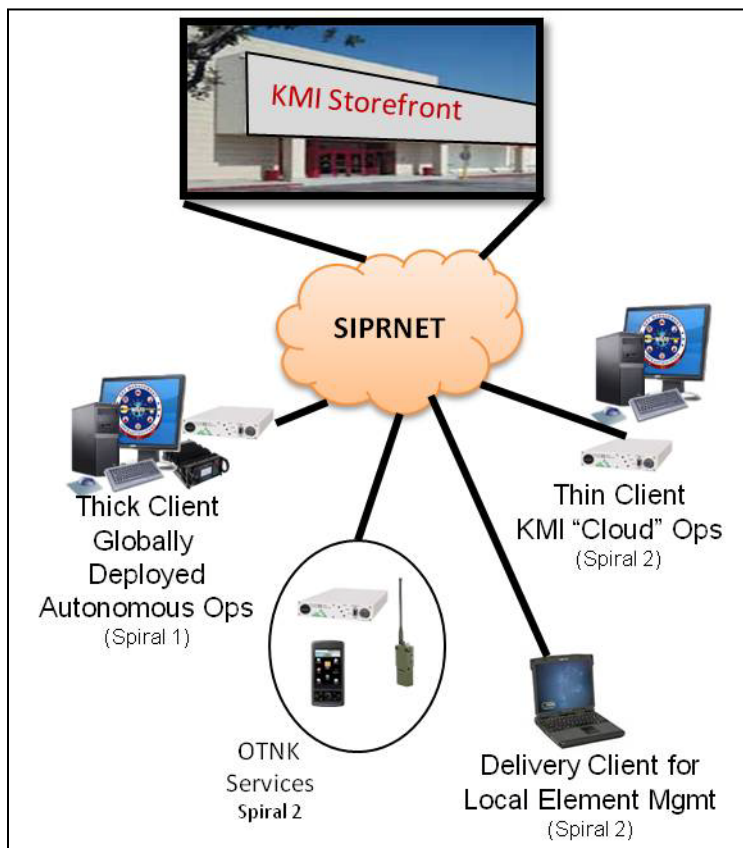 KMI Storefront
SIPRNET
Thick Client
Globally
Deployed
Autonomous Ops
(Spiral 1)
Thin Client
KMI “Cloud” Ops
(Spiral 2)
OTNK
Services
Spiral 2
Delivery Client for
Local Element Mgmt
(Spiral 2)